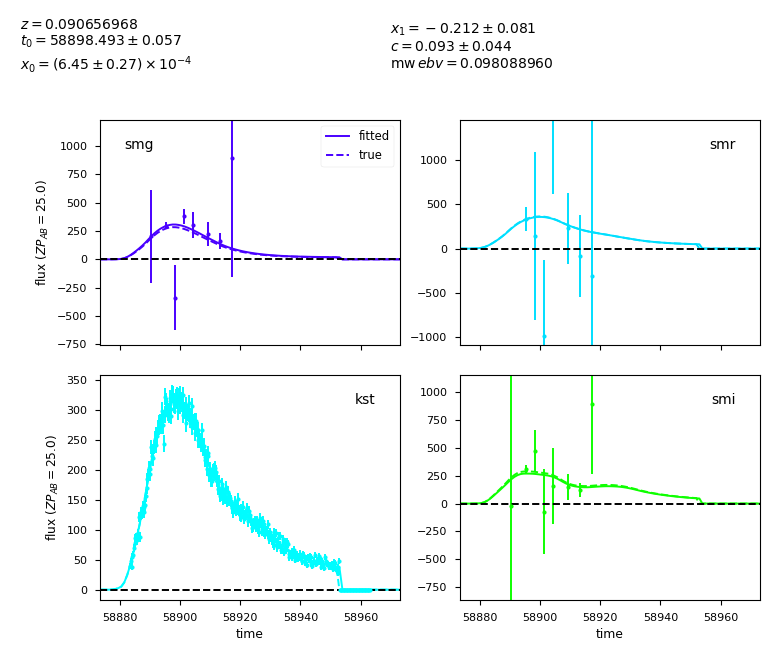 z = 0.090656968
t₀ = 58898.493 ± 0.057
x₀ = (6.45 ± 0.27) × 10⁻⁴
x₁ = −0.212 ± 0.081
c = 0.093 ± 0.044
mw ebv = 0.098088960
smg
fitted
true
1000
750
500
250
0
−250
−500
−750
flux (ZP_AB = 25.0)
smr
1000
500
0
−500
−1000
kst
350
300
250
200
150
100
50
0
flux (ZP_AB = 25.0)
58880 58900 58920 58940 58960
time
smi
1000
750
500
250
0
−250
−500
−750
58880 58900 58920 58940 58960
time